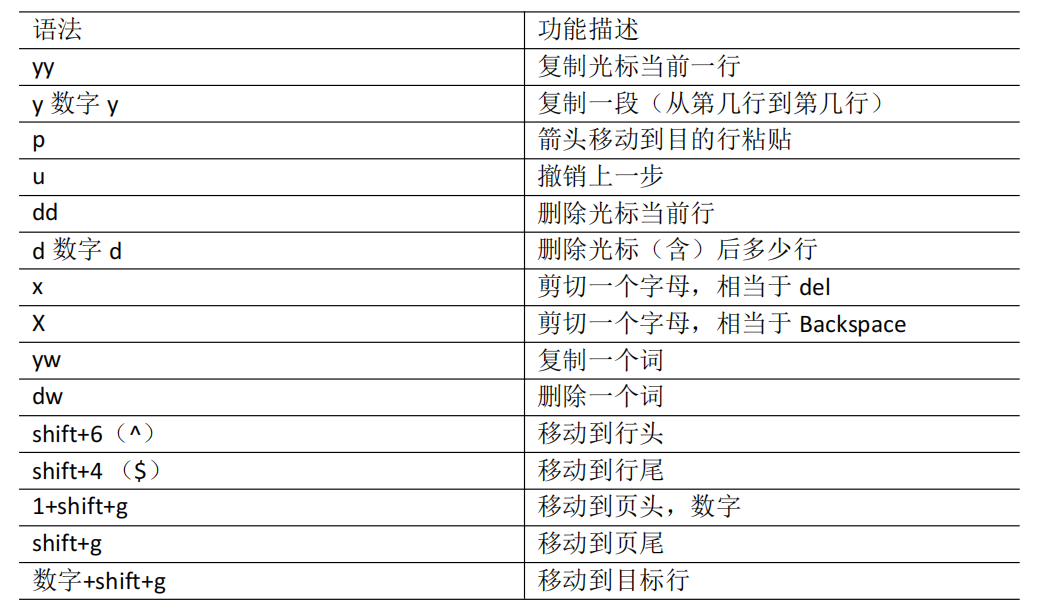 语法 功能描述
yy 复制光标当前一行
y 数字 y 复制一段（从第几行到第几行）
p 箭头移动到目的行粘贴
u 撤销上一步
dd 删除光标当前行
d 数字 d 删除光标（含）后多少行
x 剪切一个字母，相当于 del
X 剪切一个字母，相当于 Backspace
yw 复制一个词
dw 删除一个词
shift+6（^） 移动到行头
shift+4 （$） 移动到行尾
1+shift+g 移动到页头，数字
shift+g 移动到页尾
数字+shift+g 移动到目标行